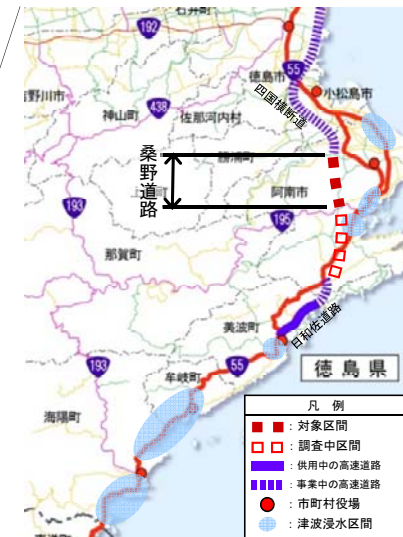 石井町
192
徳島市
55
小松島市
四国横断道
吉野川市
438
神山町
佐那河内村
桑野道路
勝浦町
阿南市
193
195
那賀町
日和佐道路
美波町
徳島県
193
55
牟岐町
海陽町
凡 例
:対象区間
:調査中区間
:供用中の高速道路
:事業中の高速道路
:市町村役場
:津波浸水区間